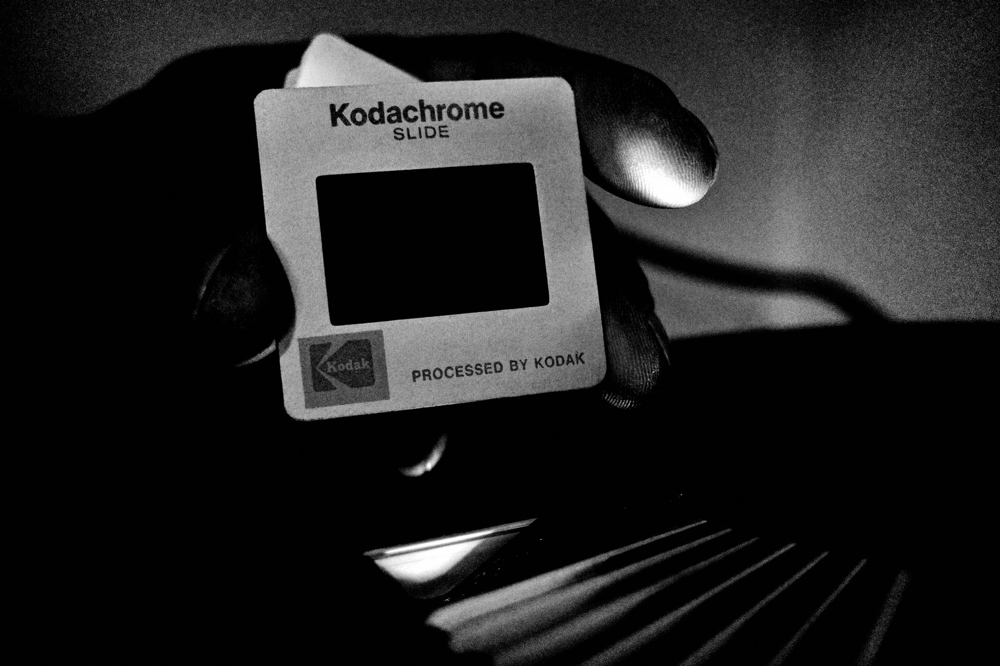 Kodachrome
SLIDE
Kodak
PROCESSED BY KODAK